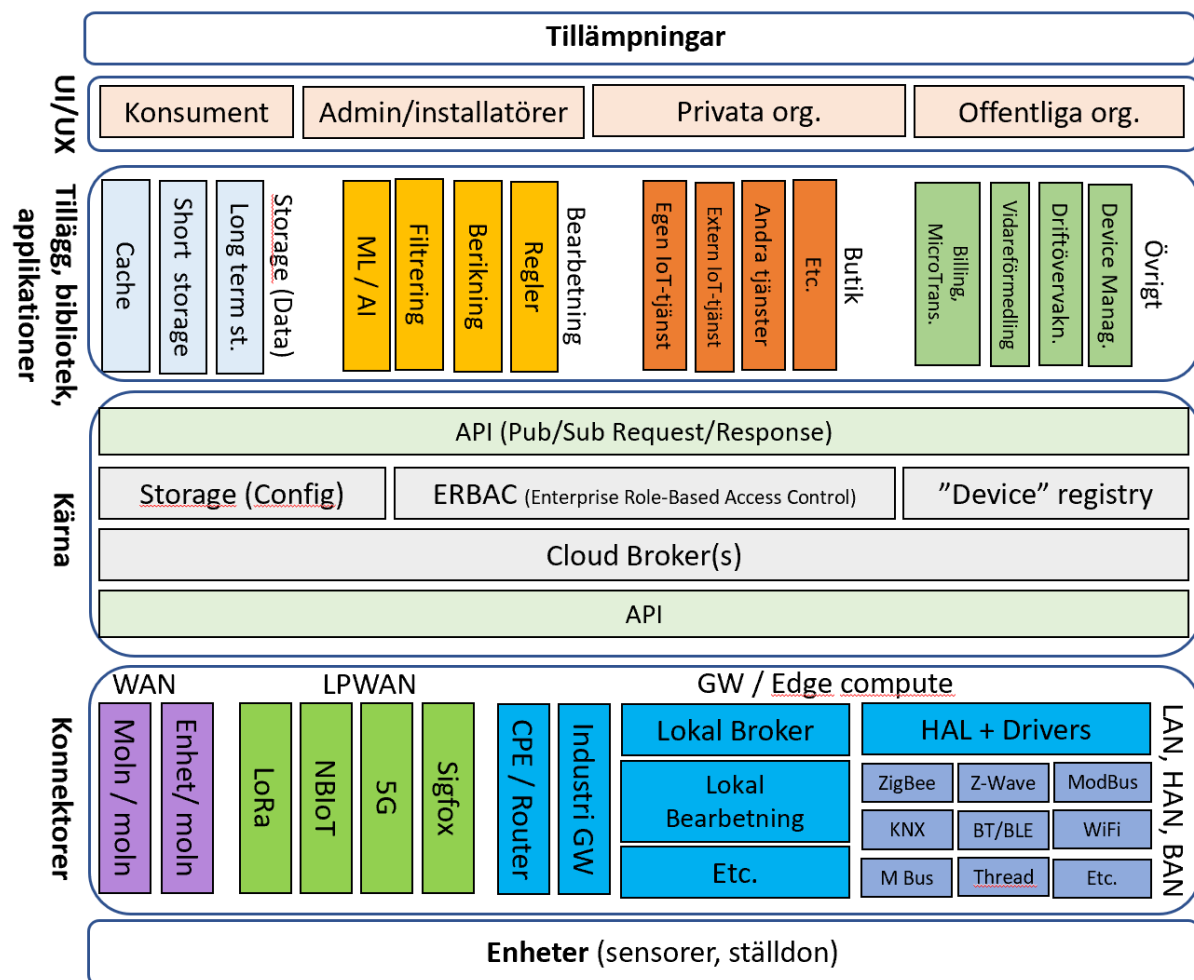 Tillämpningar
UI/UX
Konsument
Admin/installatörer
Privata org.
Offentliga org.
Tillägg, bibliotek,
applikationer
Cache
Short storage
Long term st.
Storage (Data)
ML / AI
Filtrering
Berikning
Regler
Bearbetning
Egen IoT-tjänst
Extern IoT-tjänst
Andra tjänster
Etc.
Butik
Billing,
MicroTrans.
Vidareförmedling
Driftövervakn.
Device Manag.
Övrigt
Kärna
API (Pub/Sub Request/Response)
Storage (Config)
ERBAC (Enterprise Role-Based Access Control)
”Device” registry
Cloud Broker(s)
API
Konnektorer
WAN
Moln / moln
Enhet/ moln
LPWAN
LoRa
NBIoT
5G
Sigfox
GW / Edge compute
CPE / Router
Industri GW
Lokal Broker
Lokal
Bearbetning
Etc.
HAL + Drivers
ZigBee
Z-Wave
ModBus
KNX
BT/BLE
WiFi
M Bus
Thread
Etc.
LAN, HAN, BAN
Enheter (sensorer, ställdon)